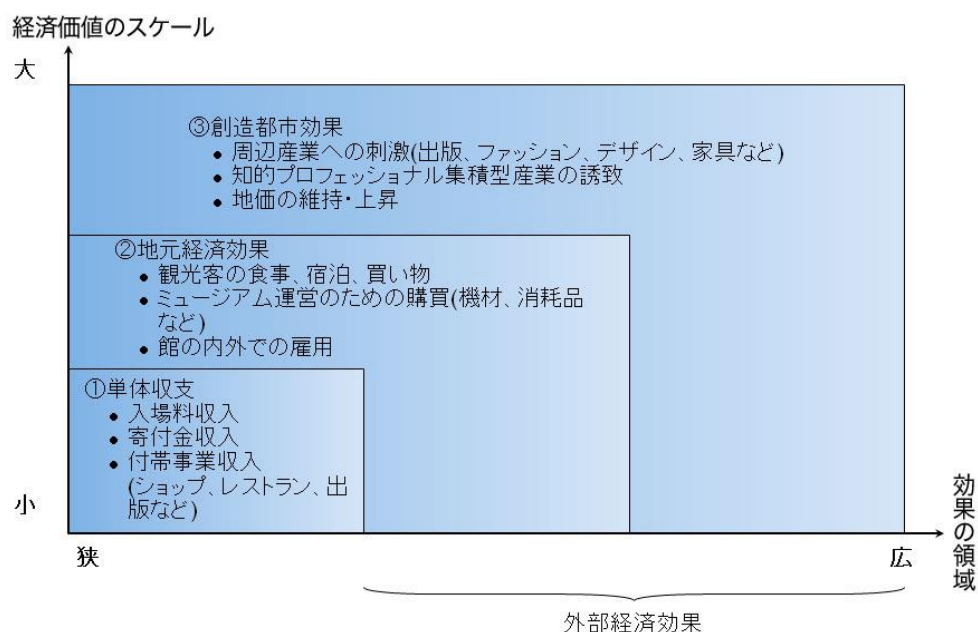 経済価値のスケール
大
③創造都市効果
● 周辺産業への刺激(出版、ファッション、デザイン、家具など)
● 知的プロフェッショナル集積型産業の誘致
● 地価の維持・上昇
②地元経済効果
● 観光客の食事、宿泊、買い物
● ミュージアム運営のための購買(機材、消耗品
など)
● 館の内外での雇用
①単体収支
● 入場料収入
● 寄付金収入
● 付帯事業収入
(ショップ、レストラン、出
版など)
小
狭
広
効果の領域
外部経済効果